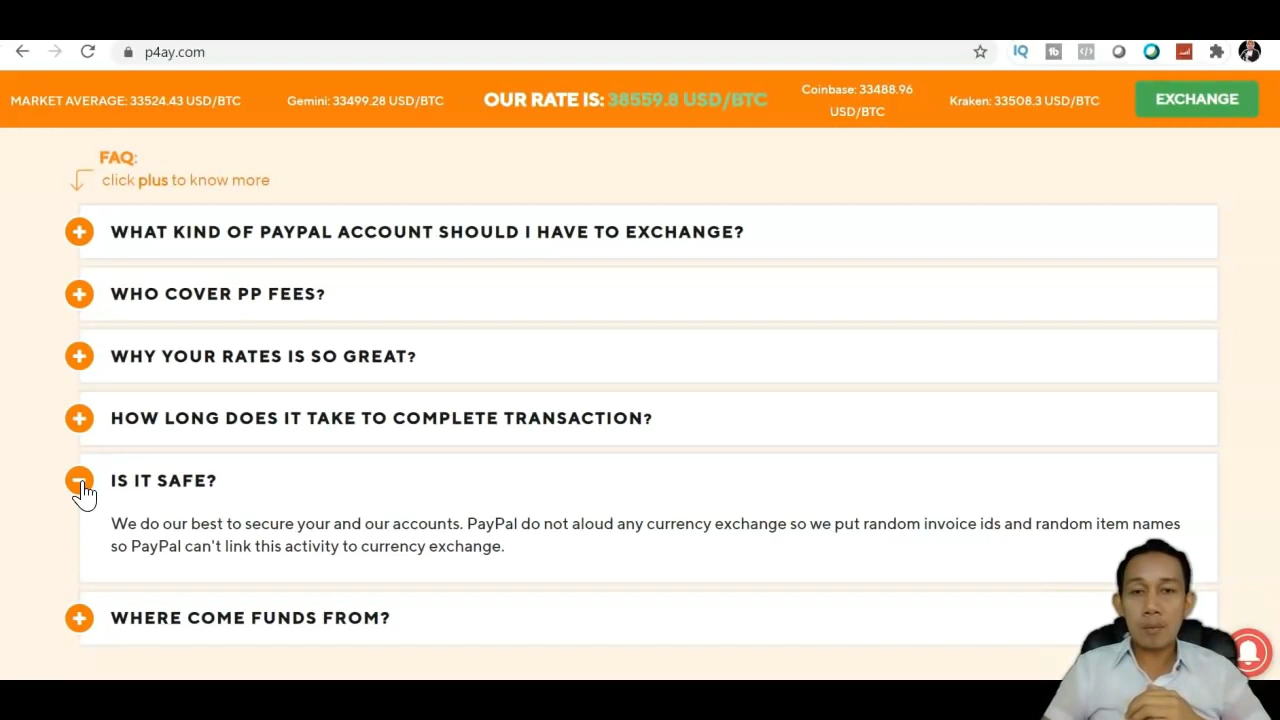 p4ay.com
MARKET AVERAGE: 33524.43 USD/BTC
Gemini: 33499.28 USD/BTC
OUR RATE IS: 38559.8 USD/BTC
Coinbase: 33488.96
USD/BTC
Kraken: 33508.3 USD/BTC
EXCHANGE
FAQ:
click plus to know more
WHAT KIND OF PAYPAL ACCOUNT SHOULD I HAVE TO EXCHANGE?
WHO COVER PP FEES?
WHY YOUR RATES IS SO GREAT?
HOW LONG DOES IT TAKE TO COMPLETE TRANSACTION?
IS IT SAFE?
We do our best to secure your and our accounts. PayPal do not aloud any currency exchange so we put random invoice ids and random item names
so PayPal can't link this activity to currency exchange.
WHERE COME FUNDS FROM?